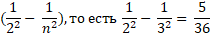 (1/2² − 1/n²), то есть 1/2² − 1/3² = 5/36